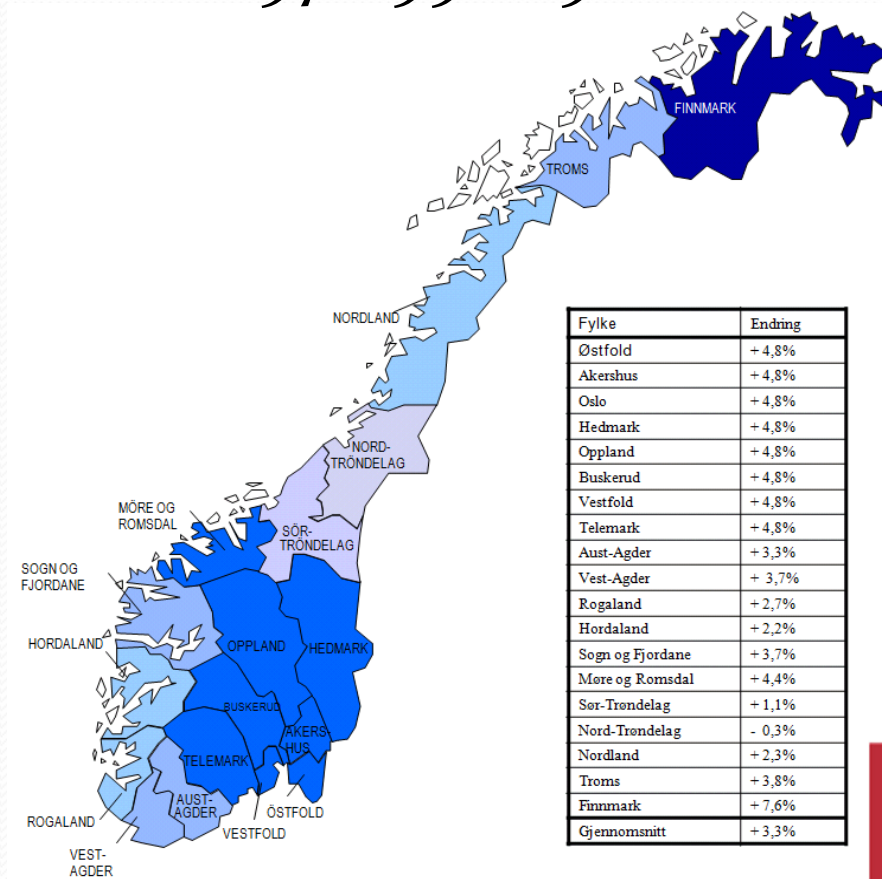 FINNMARK
TROMS
NORDLAND
NORD-
TRÖNDELAG
MÖRE OG
ROMSDAL
SÖR-
TRÖNDELAG
SOGN OG
FJORDANE
HORDALAND
OPPLAND
HEDMARK
BUSKERUD
AKERS-
HUS
TELEMARK
AUST-
AGDER
ÖSTFOLD
VESTFOLD
ROGALAND
VEST-
AGDER
Fylke Endring
Østfold + 4,8%
Akershus + 4,8%
Oslo + 4,8%
Hedmark + 4,8%
Oppland + 4,8%
Buskerud + 4,8%
Vestfold + 4,8%
Telemark + 4,8%
Aust-Agder + 3,3%
Vest-Agder + 3,7%
Rogaland + 2,7%
Hordaland + 2,2%
Sogn og Fjordane + 3,7%
Møre og Romsdal + 4,4%
Sør-Trøndelag + 1,1%
Nord-Trøndelag - 0,3%
Nordland + 2,3%
Troms + 3,8%
Finnmark + 7,6%
Gjennomsnitt + 3,3%